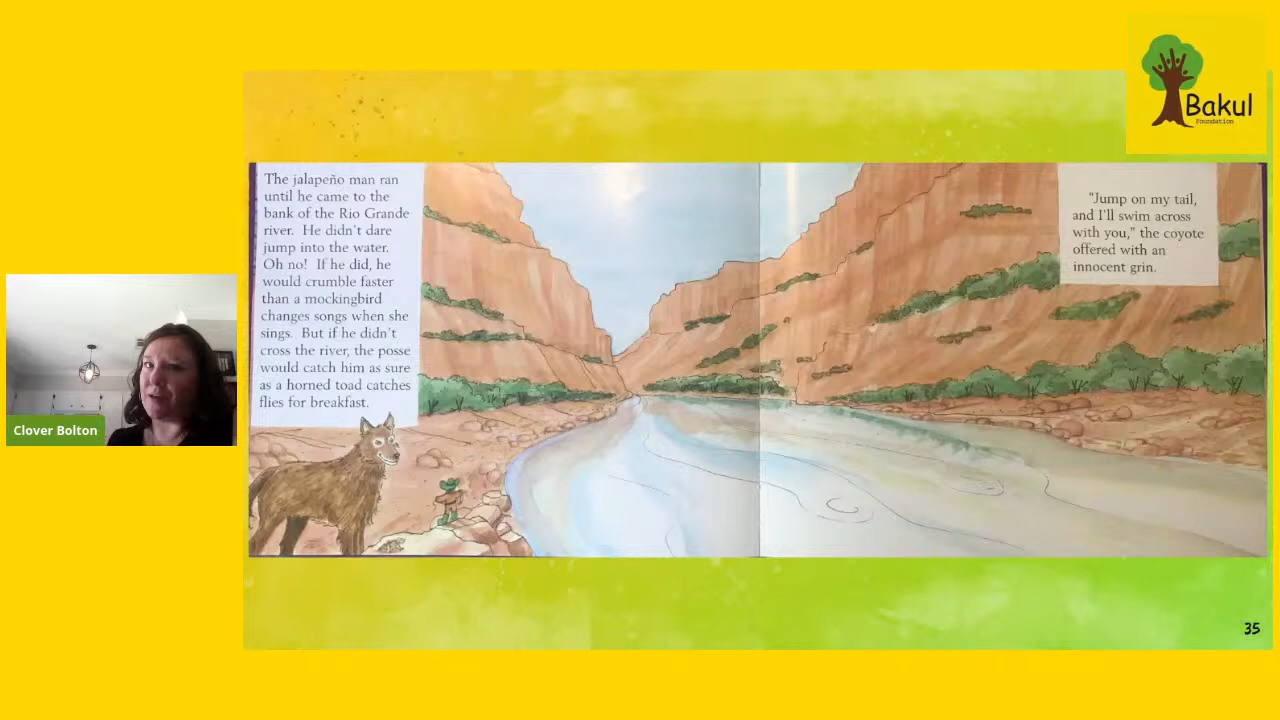 Bakul
Foundation
The jalapeño man ran
until he came to the
bank of the Rio Grande
river. He didn't dare
jump into the water.
Oh no! If he did, he
would crumble faster
than a mockingbird
changes songs when she
sings. But if he didn't
cross the river, the posse
would catch him as sure
as a horned toad catches
flies for breakfast.
"Jump on my tail,
and I'll swim across
with you," the coyote
offered with an
innocent grin.
Clover Bolton
35